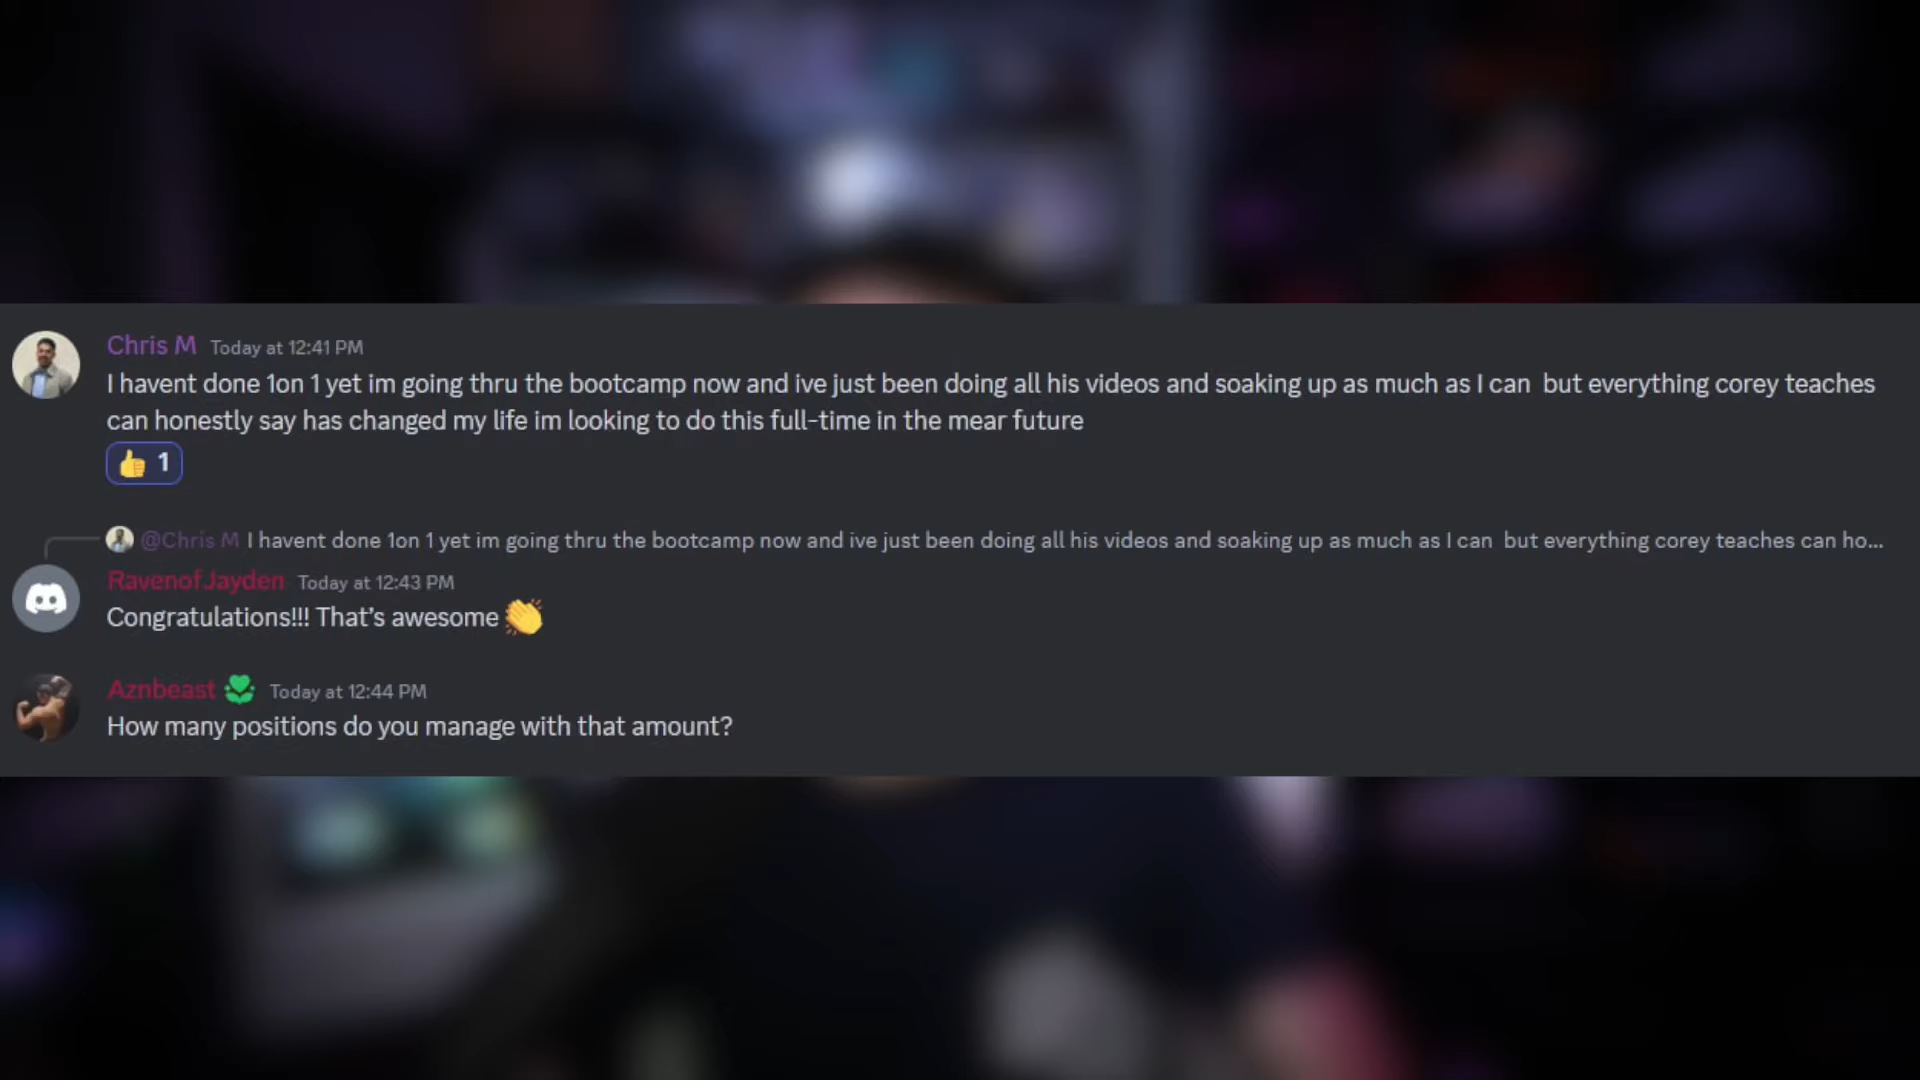 Chris M Today at 12:41 PM
I havent done 1on 1 yet im going thru the bootcamp now and ive just been doing all his videos and soaking up as much as I can  but everything corey teaches
can honestly say has changed my life im looking to do this full-time in the mear future
👍 1
@Chris M I havent done 1on 1 yet im going thru the bootcamp now and ive just been doing all his videos and soaking up as much as I can  but everything corey teaches can ho...
RavenofJayden Today at 12:43 PM
Congratulations!!! That's awesome 👏
Aznbeast Today at 12:44 PM
How many positions do you manage with that amount?